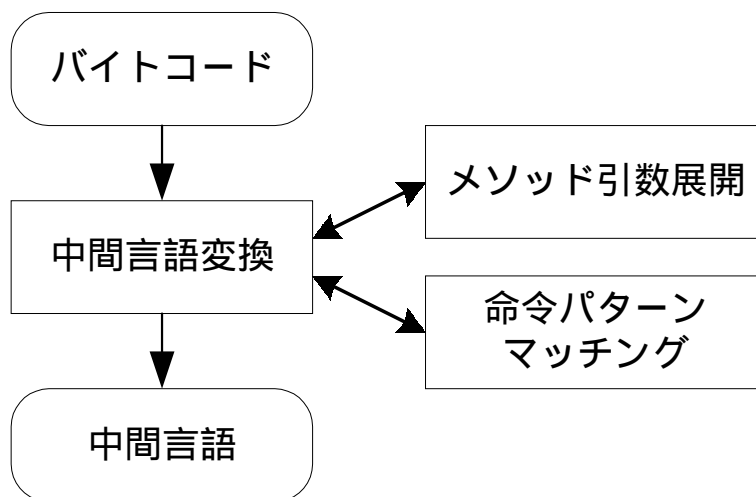 バイトコード
メソッド引数展開
中間言語変換
命令パターン
マッチング
中間言語